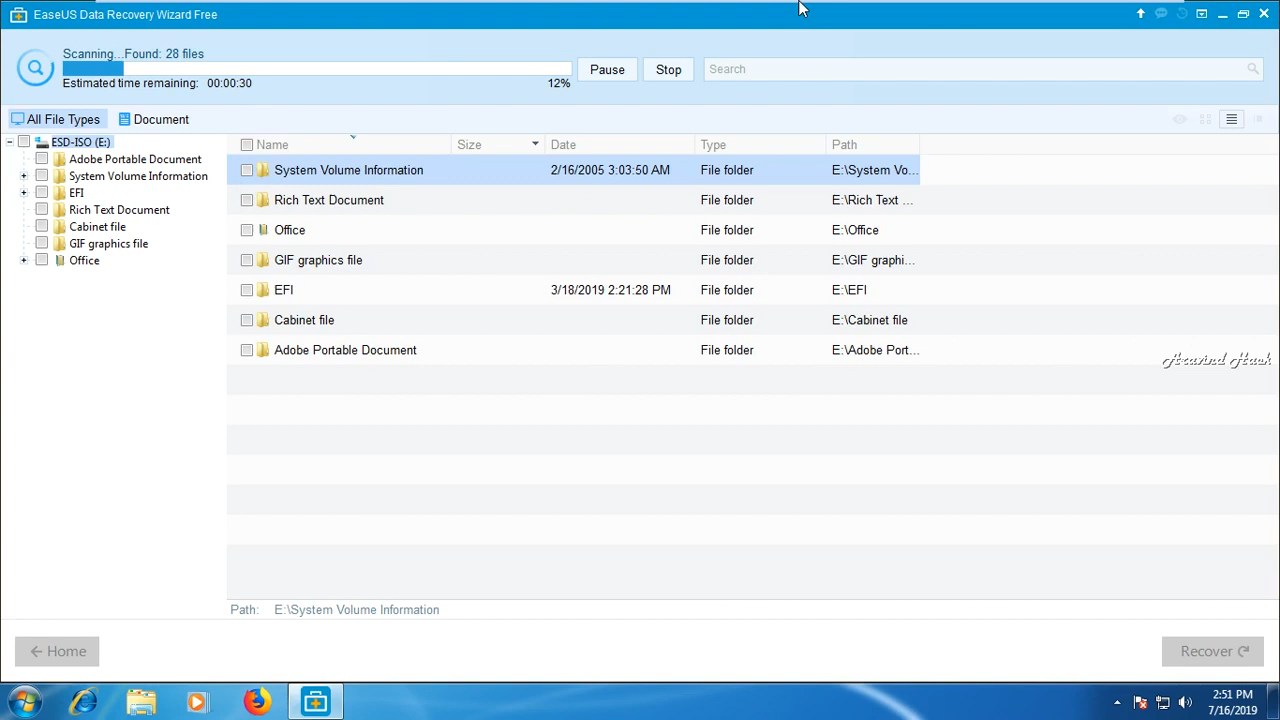 EaseUS Data Recovery Wizard Free
Scanning...Found: 28 files
Estimated time remaining: 00:00:30
12%
Pause
Stop
Search
All File Types
Document
ESD-ISO (E:)
Adobe Portable Document
System Volume Information
EFI
Rich Text Document
Cabinet file
GIF graphics file
Office
Name Size Date Type Path
System Volume Information 2/16/2005 3:03:50 AM File folder E:\System Vo...
Rich Text Document File folder E:\Rich Text ...
Office File folder E:\Office
GIF graphics file File folder E:\GIF graphi...
EFI 3/18/2019 2:21:28 PM File folder E:\EFI
Cabinet file File folder E:\Cabinet file
Adobe Portable Document File folder E:\Adobe Port...
Aravind Hack
Path: E:\System Volume Information
Home
Recover
2:51 PM
7/16/2019